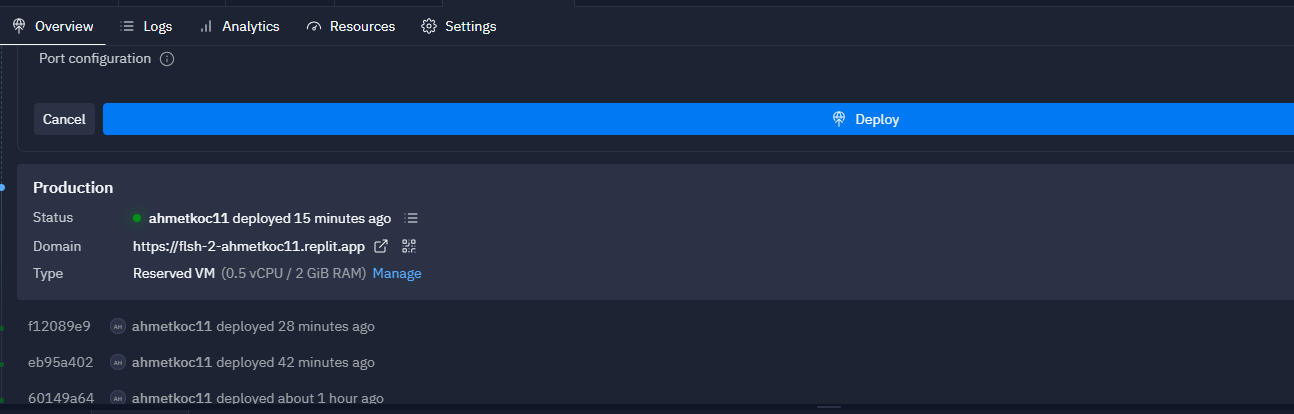 Overview Logs Analytics Resources Settings
Port configuration
Cancel Deploy
Production
Status ahmetkoc11 deployed 15 minutes ago
Domain https://flsh-2-ahmetkoc11.replit.app
Type Reserved VM (0.5 vCPU / 2 GiB RAM) Manage
f12089e9 AH ahmetkoc11 deployed 28 minutes ago
eb95a402 AH ahmetkoc11 deployed 42 minutes ago
60149a64 AH ahmetkoc11 deployed about 1 hour ago